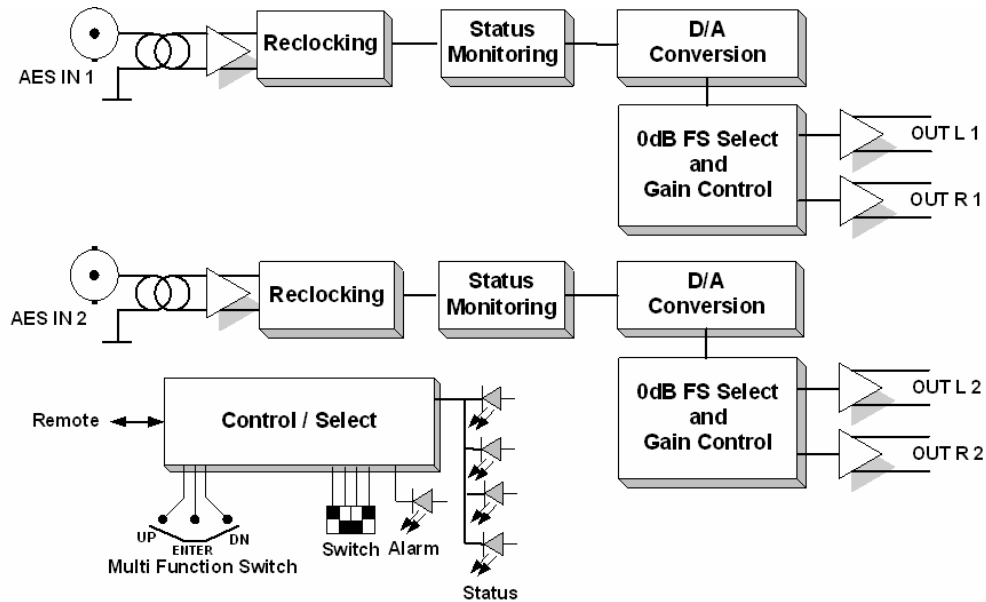 AES IN 1
Reclocking
Status
Monitoring
D/A
Conversion
0dB FS Select
and
Gain Control
OUT L 1
OUT R 1
AES IN 2
Reclocking
Status
Monitoring
D/A
Conversion
0dB FS Select
and
Gain Control
OUT L 2
OUT R 2
Remote
Control / Select
UP
ENTER
DN
Multi Function Switch
Switch
Alarm
Status